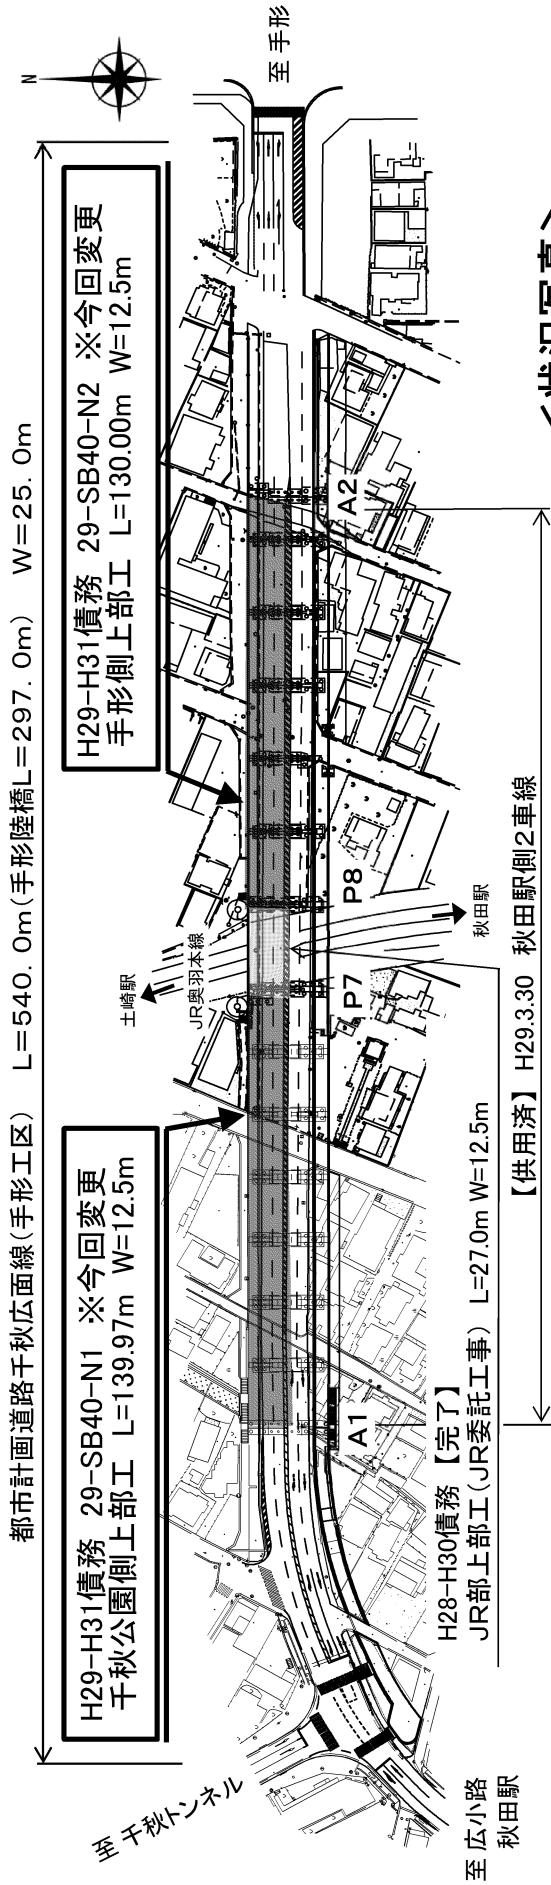 都市計画道路千秋広面線(手形工区) L=540.0m(手形陸橋L=297.0m) W=25.0m
H29-H31債務 29-SB40-N1 ※今回変更
千秋公園側上部工 L=139.97m W=12.5m
H29-H31債務 29-SB40-N2 ※今回変更
手形側上部工 L=130.00m W=12.5m
N
至 千秋トンネル
土崎駅
JR奥羽本線
至 手形
A1
P7
P8
A2
秋田駅
H28-H30債務【完了】
JR部上部工(JR委託工事) L=27.0m W=12.5m
【供用済】 H29.3.30 秋田駅側2車線
至 広小路
秋田駅